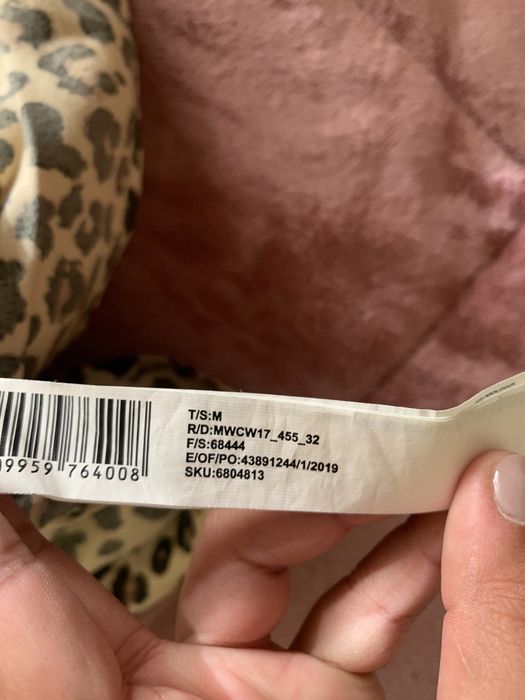 T/S:M
R/D:MWCW17_455_32
F/S:68444
E/OF/PO:43891244/1/2019
SKU:6804813
09959 764008